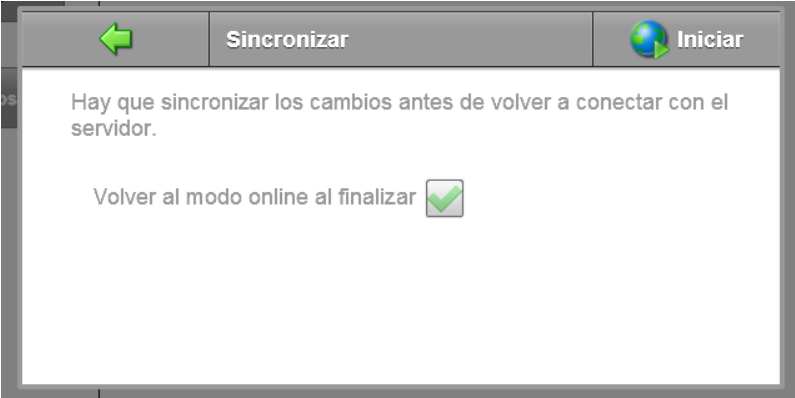 Sincronizar
Iniciar
os
Hay que sincronizar los cambios antes de volver a conectar con el
servidor.
Volver al modo online al finalizar